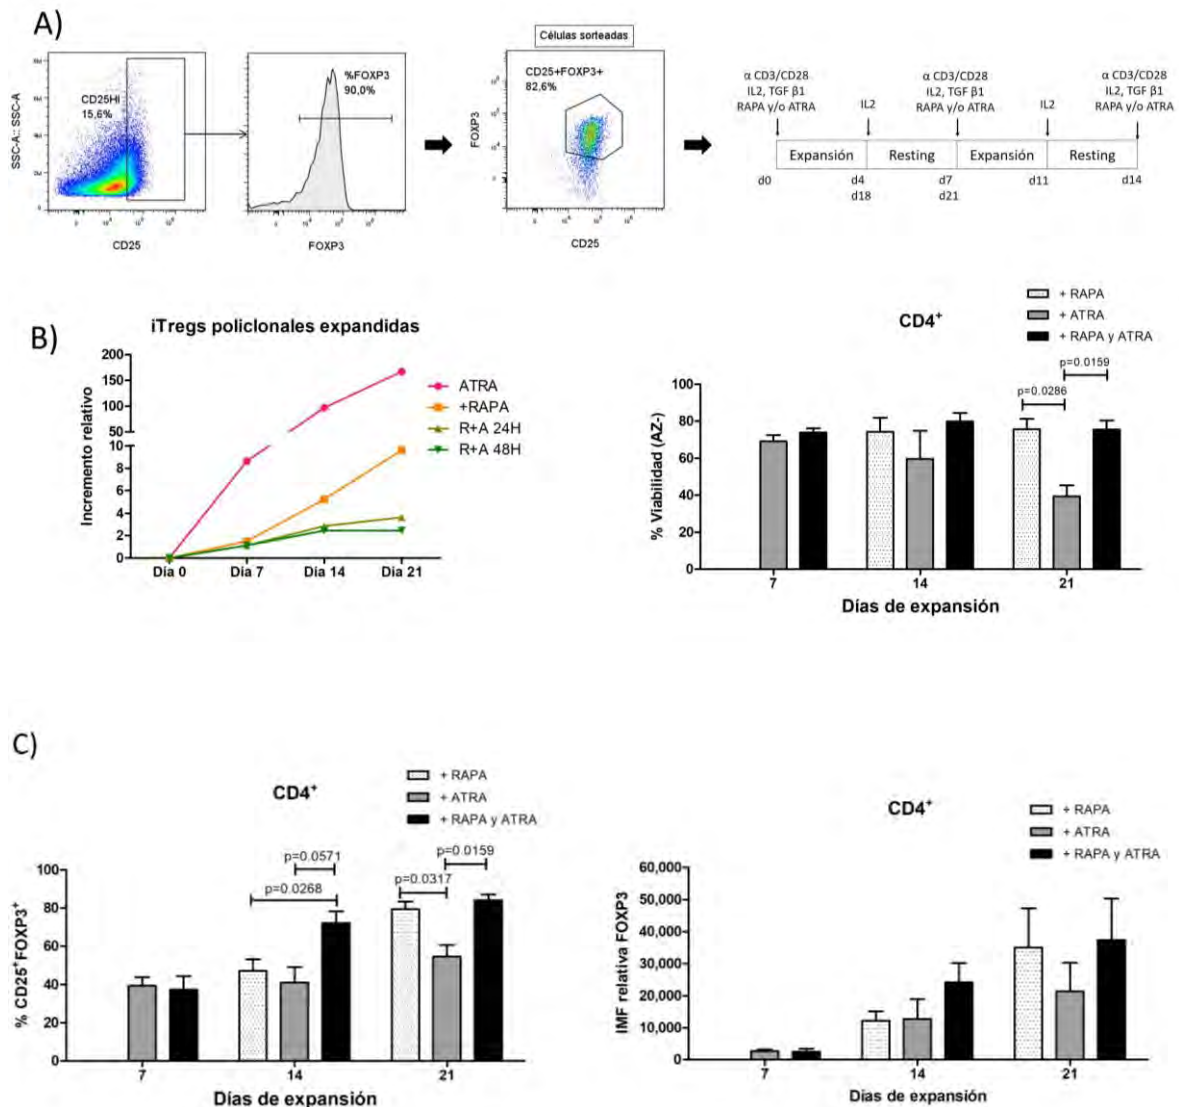 A)
SSC-A:: SSC-A
CD25HI
15,6%
CD25
%FOXP3
90,0%
FOXP3
Células sorteadas
CD25+FOXP3+
82,6%
FOXP3
CD25
α CD3/CD28
IL2, TGF β1
RAPA y/o ATRA
IL2
α CD3/CD28
IL2, TGF β1
RAPA y/o ATRA
IL2
α CD3/CD28
IL2, TGF β1
RAPA y/o ATRA
Expansión
Resting
Expansión
Resting
d0
d4
d18
d7
d21
d11
d14
B)
iTregs policlonales expandidas
Incremento relativo
200
150
100
50
10
8
6
4
2
0
Día 0
Día 7
Día 14
Día 21
ATRA
+RAPA
R+A 24H
R+A 48H
CD4+
+ RAPA
+ ATRA
+ RAPA y ATRA
p=0.0159
p=0.0286
% Viabilidad (AZ-)
100
80
60
40
20
0
7
14
21
Días de expansión
C)
CD4+
+ RAPA
+ ATRA
+ RAPA y ATRA
p=0.0571
p=0.0268
p=0.0159
p=0.0317
% CD25+FOXP3+
100
80
60
40
20
0
7
14
21
Días de expansión
CD4+
+ RAPA
+ ATRA
+ RAPA y ATRA
IMF relativa FOXP3
60,000
50,000
40,000
30,000
20,000
10,000
0
7
14
21
Días de expansión